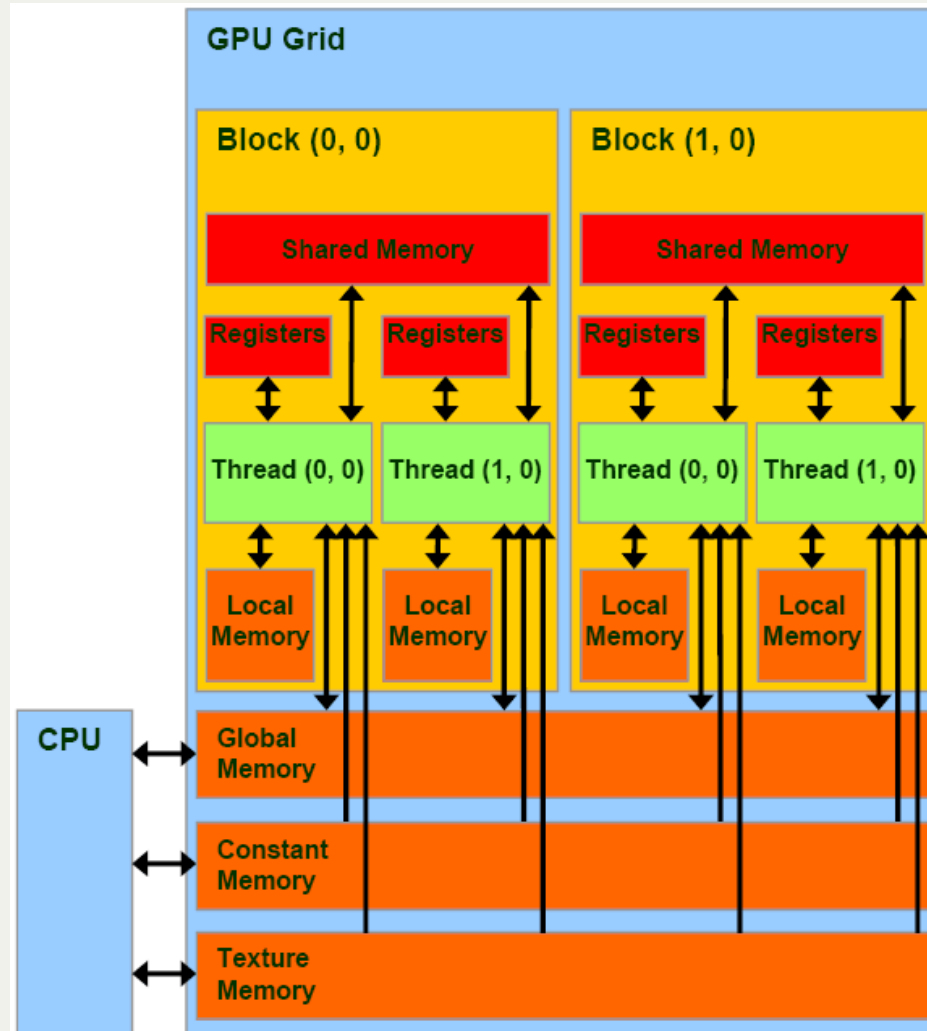 GPU Grid
Block (0, 0)
Block (1, 0)
Shared Memory
Shared Memory
Registers
Registers
Registers
Registers
Thread (0, 0)
Thread (1, 0)
Thread (0, 0)
Thread (1, 0)
Local
Memory
Local
Memory
Local
Memory
Local
Memory
CPU
Global
Memory
Constant
Memory
Texture
Memory